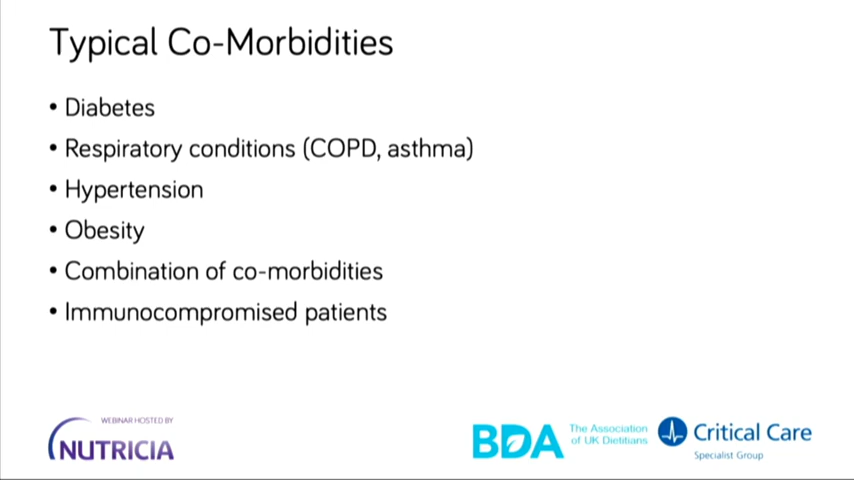 Typical Co-Morbidities
• Diabetes
• Respiratory conditions (COPD, asthma)
• Hypertension
• Obesity
• Combination of co-morbidities
• Immunocompromised patients
WEBINAR HOSTED BY
NUTRICIA
BDA
The Association
of UK Dietitians
Critical Care
Specialist Group